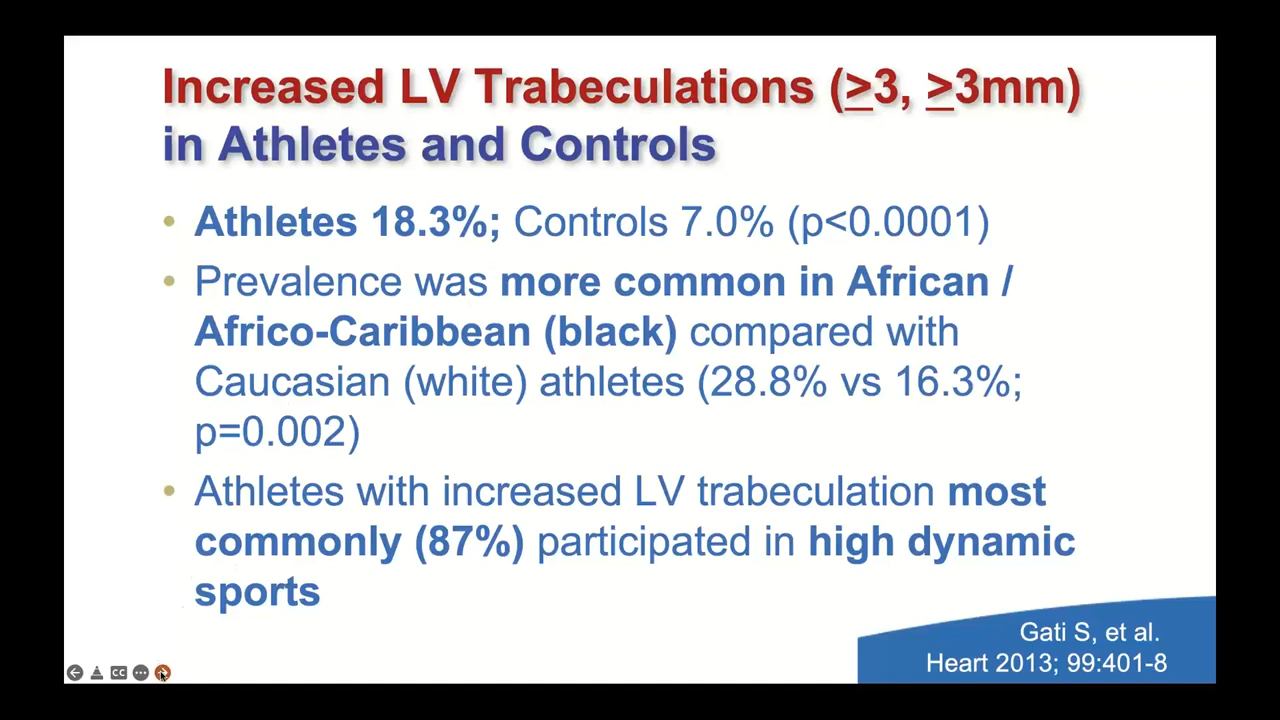 Increased LV Trabeculations (≥3, ≥3mm)
in Athletes and Controls
• Athletes 18.3%; Controls 7.0% (p<0.0001)
• Prevalence was more common in African /
Africo-Caribbean (black) compared with
Caucasian (white) athletes (28.8% vs 16.3%;
p=0.002)
• Athletes with increased LV trabeculation most
commonly (87%) participated in high dynamic
sports
Gati S, et al.
Heart 2013; 99:401-8
CC